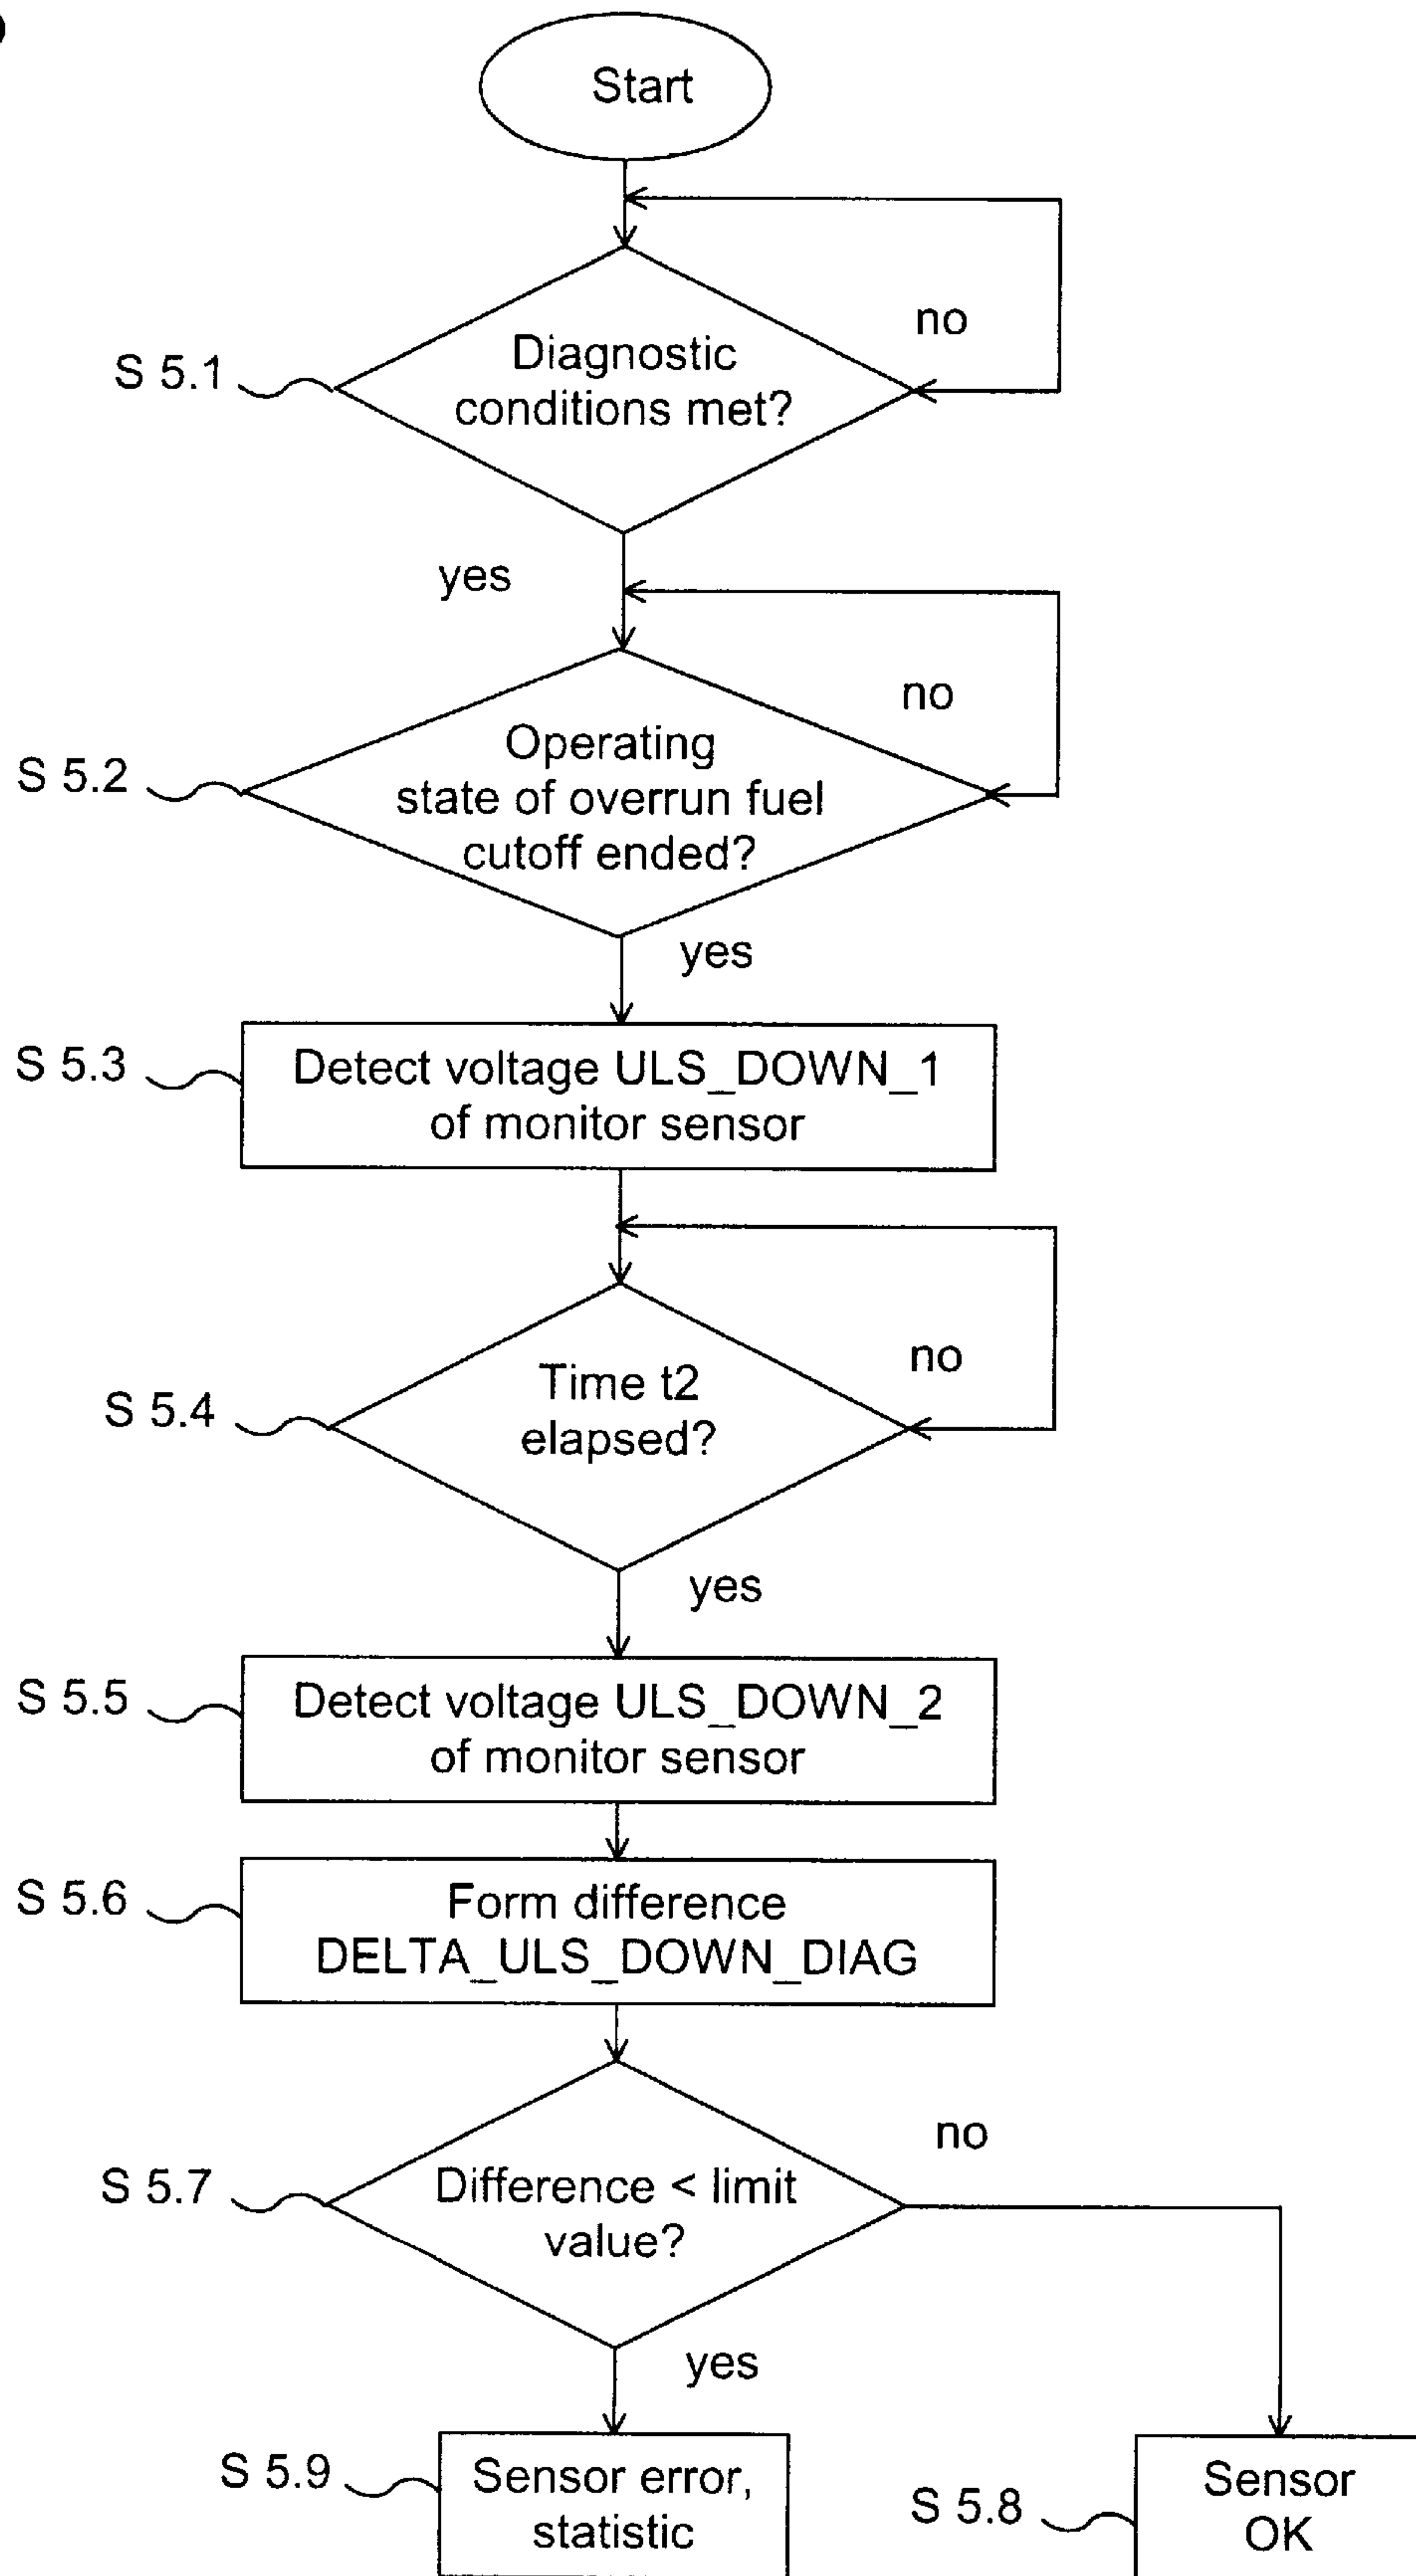 Start
no
S 5.1
Diagnostic
conditions met?
yes
no
S 5.2
Operating
state of overrun fuel
cutoff ended?
yes
S 5.3
Detect voltage ULS_DOWN_1
of monitor sensor
no
S 5.4
Time t2
elapsed?
yes
S 5.5
Detect voltage ULS_DOWN_2
of monitor sensor
S 5.6
Form difference
DELTA_ULS_DOWN_DIAG
no
S 5.7
Difference < limit
value?
yes
S 5.9
Sensor error,
statistic
S 5.8
Sensor
OK